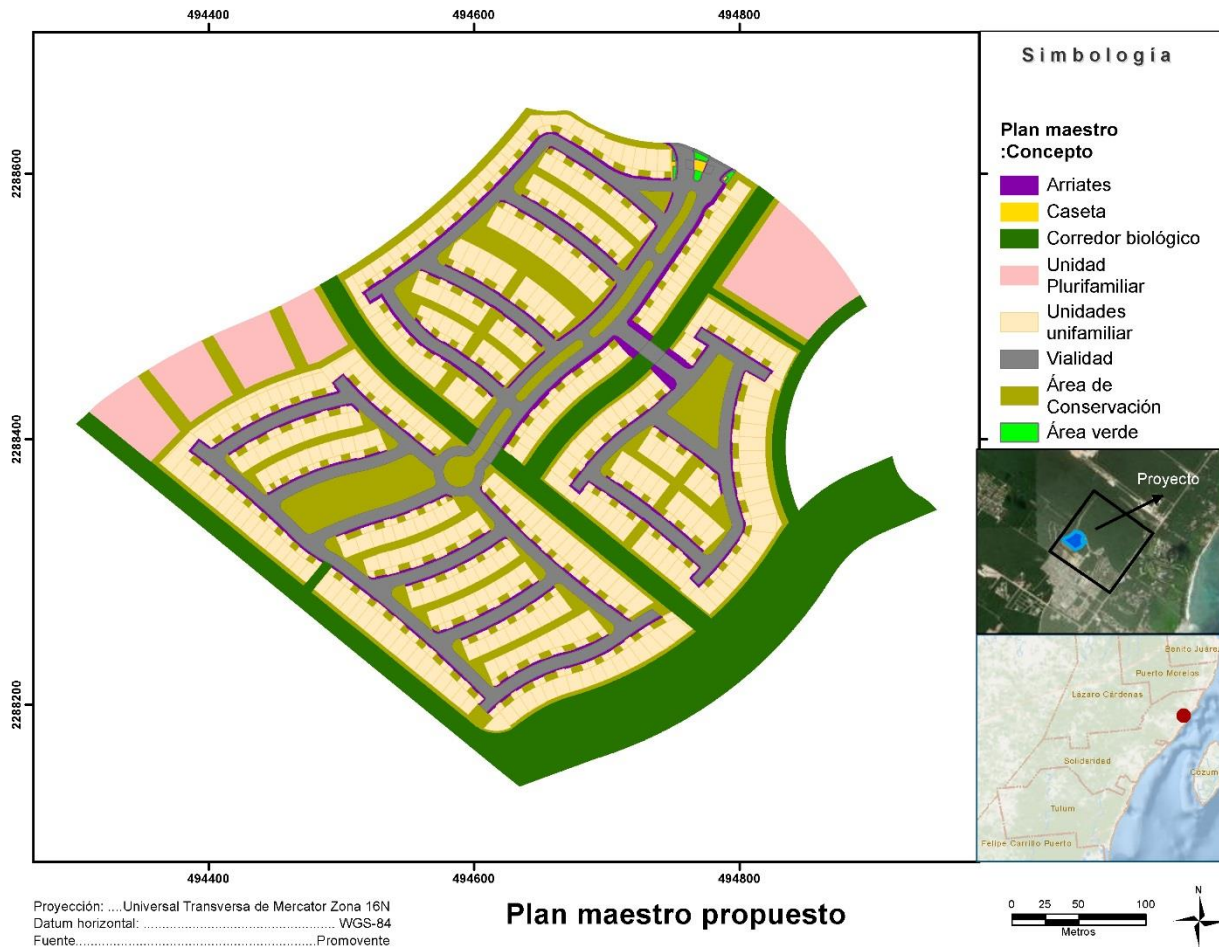 494400
494600
494800
2288600
2288400
2288200
494400
494600
494800
Simbología
Plan maestro
:Concepto
Arriates
Caseta
Corredor biológico
Unidad
Plurifamiliar
Unidades
unifamiliar
Vialidad
Área de
Conservación
Área verde
Proyecto
Benito Juárez
Puerto Morelos
Lázaro Cárdenas
Solidaridad
Cozum
Tulum
Felipe Carrillo Puerto
Proyección: ....Universal Transversa de Mercator Zona 16N
Datum horizontal: ................................ WGS-84
Fuente....................................................Promovente
Plan maestro propuesto
0 25 50 100
Metros
N